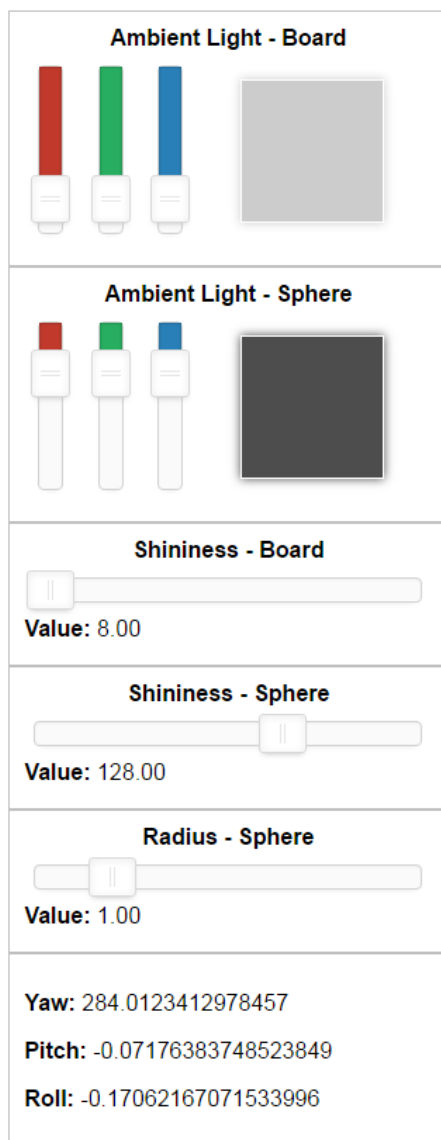 Ambient Light - Board
Ambient Light - Sphere
Shininess - Board
Value: 8.00
Shininess - Sphere
Value: 128.00
Radius - Sphere
Value: 1.00
Yaw: 284.0123412978457
Pitch: -0.07176383748523849
Roll: -0.17062167071533996